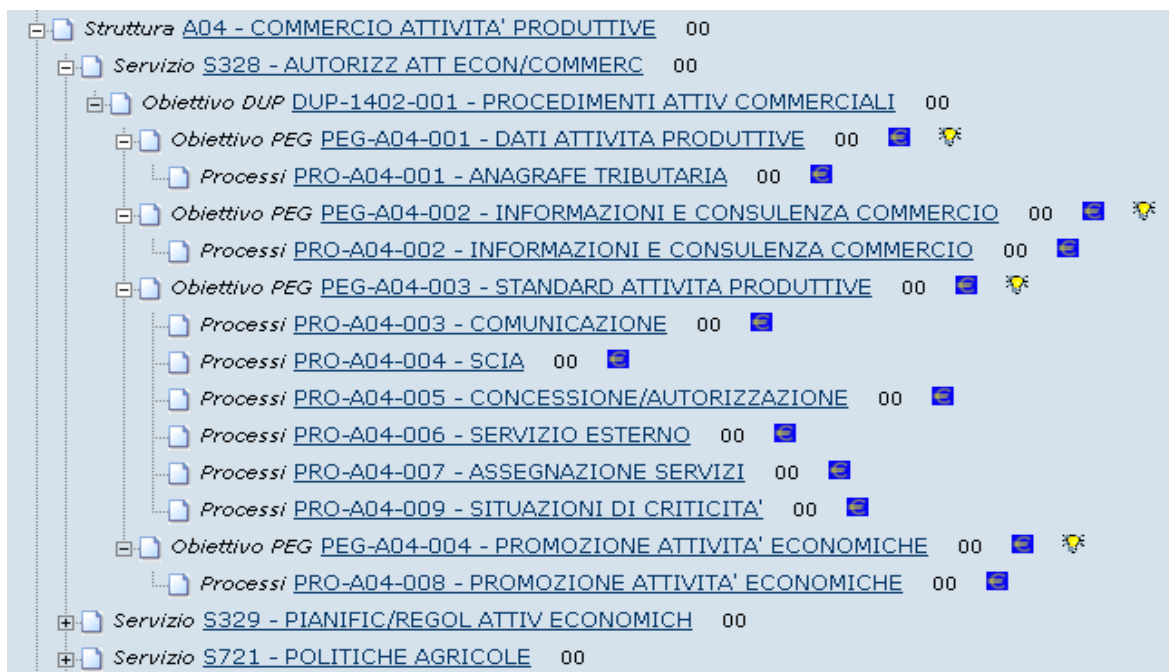 Struttura A04 - COMMERCIO ATTIVITA' PRODUTTIVE 00
Servizio S328 - AUTORIZZ ATT ECON/COMMERC 00
Obiettivo DUP DUP-1402-001 - PROCEDIMENTI ATTIV COMMERCIALI 00
Obiettivo PEG PEG-A04-001 - DATI ATTIVITA PRODUTTIVE 00 €
Processi PRO-A04-001 - ANAGRAFE TRIBUTARIA 00 €
Obiettivo PEG PEG-A04-002 - INFORMAZIONI E CONSULENZA COMMERCIO 00 €
Processi PRO-A04-002 - INFORMAZIONI E CONSULENZA COMMERCIO 00 €
Obiettivo PEG PEG-A04-003 - STANDARD ATTIVITA PRODUTTIVE 00 €
Processi PRO-A04-003 - COMUNICAZIONE 00 €
Processi PRO-A04-004 - SCIA 00 €
Processi PRO-A04-005 - CONCESSIONE/AUTORIZZAZIONE 00 €
Processi PRO-A04-006 - SERVIZIO ESTERNO 00 €
Processi PRO-A04-007 - ASSEGNAZIONE SERVIZI 00 €
Processi PRO-A04-009 - SITUAZIONI DI CRITICITA' 00 €
Obiettivo PEG PEG-A04-004 - PROMOZIONE ATTIVITA' ECONOMICHE 00 €
Processi PRO-A04-008 - PROMOZIONE ATTIVITA' ECONOMICHE 00 €
Servizio S329 - PIANIFIC/REGOL ATTIV ECONOMICH 00
Servizio S721 - POLITICHE AGRICOLE 00